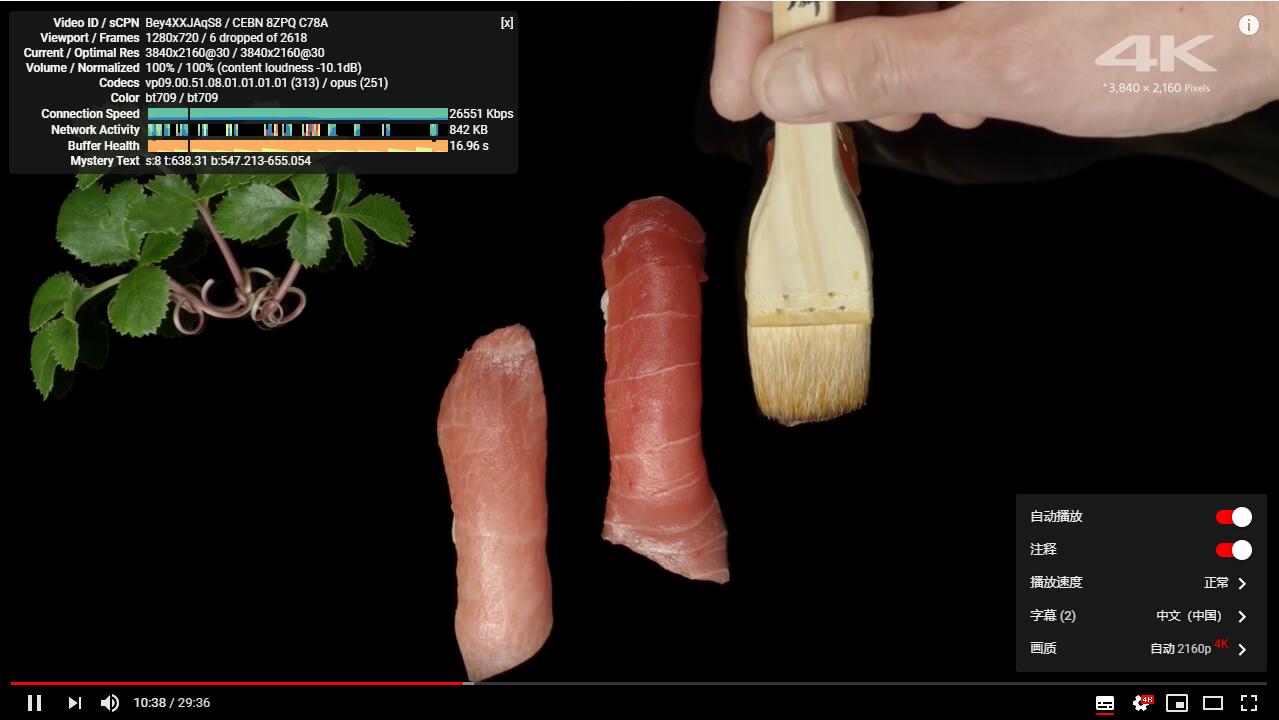 Video ID / sCPN Bey4XXJAqS8 / CEBN 8ZPQ C78A [x]
Viewport / Frames 1280x720 / 6 dropped of 2618
Current / Optimal Res 3840x2160@30 / 3840x2160@30
Volume / Normalized 100% / 100% (content loudness -10.1dB)
Codecs vp09.00.51.08.01.01.01.01 (313) / opus (251)
Color bt709 / bt709
Connection Speed 26551 Kbps
Network Activity 842 KB
Buffer Health 16.96 s
Mystery Text s:8 t:638.31 b:547.213-655.054
4K
*3,840 × 2,160 Pixels
自动播放
注释
播放速度 正常
字幕 (2) 中文（中国）
画质 自动 2160p 4K
10:38 / 29:36
4K